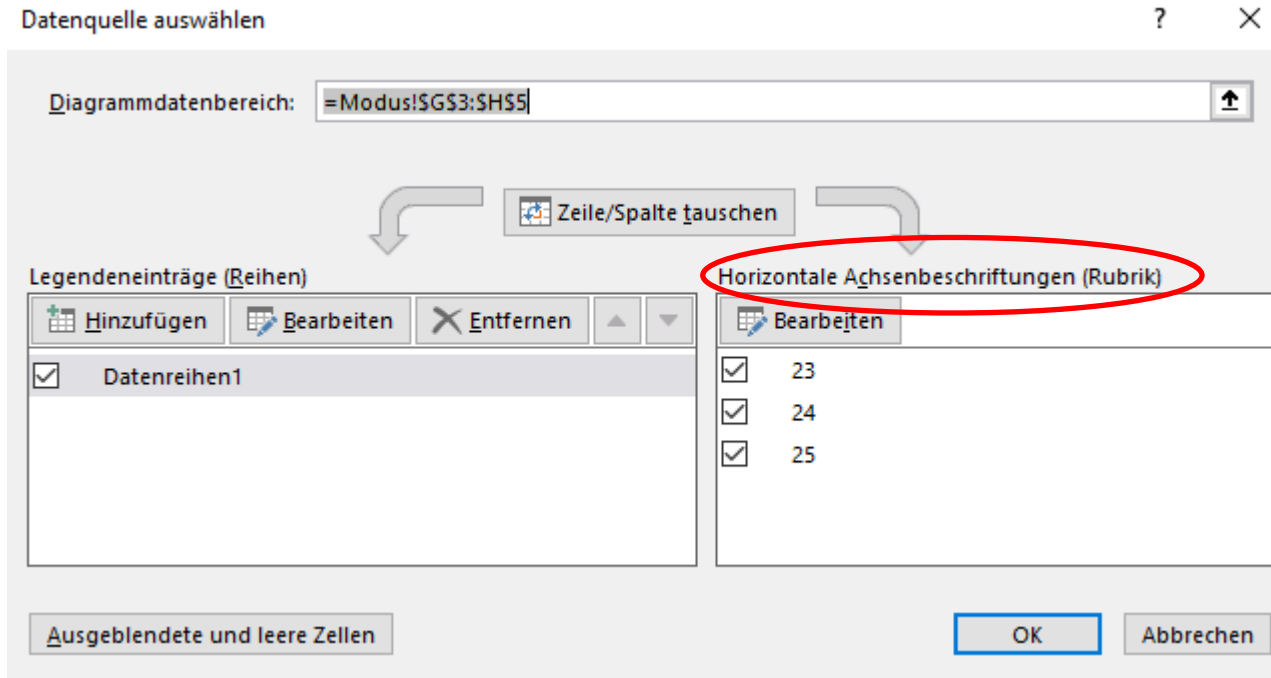 Datenquelle auswählen ? ×
Diagrammdatenbereich: =Modus!$G$3:$H$5
Zeile/Spalte tauschen
Legendeneinträge (Reihen)
Hinzufügen Bearbeiten Entfernen
Datenreihen1
Horizontale Achsenbeschriftungen (Rubrik)
Bearbeiten
23
24
25
Ausgeblendete und leere Zellen
OK Abbrechen